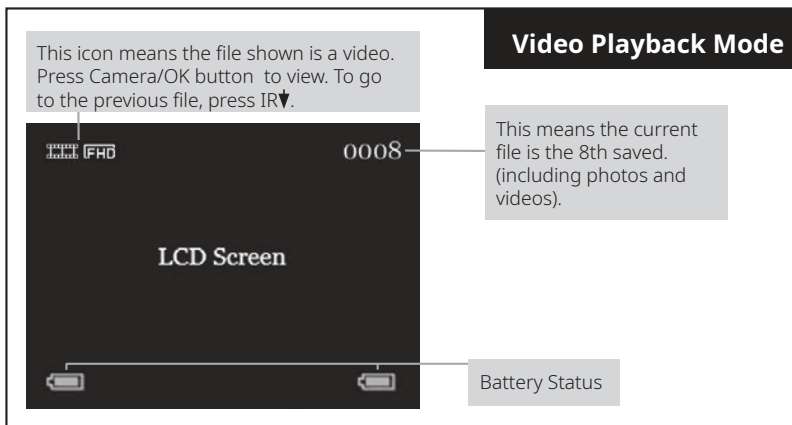 Video Playback Mode
This icon means the file shown is a video.
Press Camera/OK button to view. To go
to the previous file, press IR▼.
FHD
0008
This means the current
file is the 8th saved.
(including photos and
videos).
LCD Screen
Battery Status